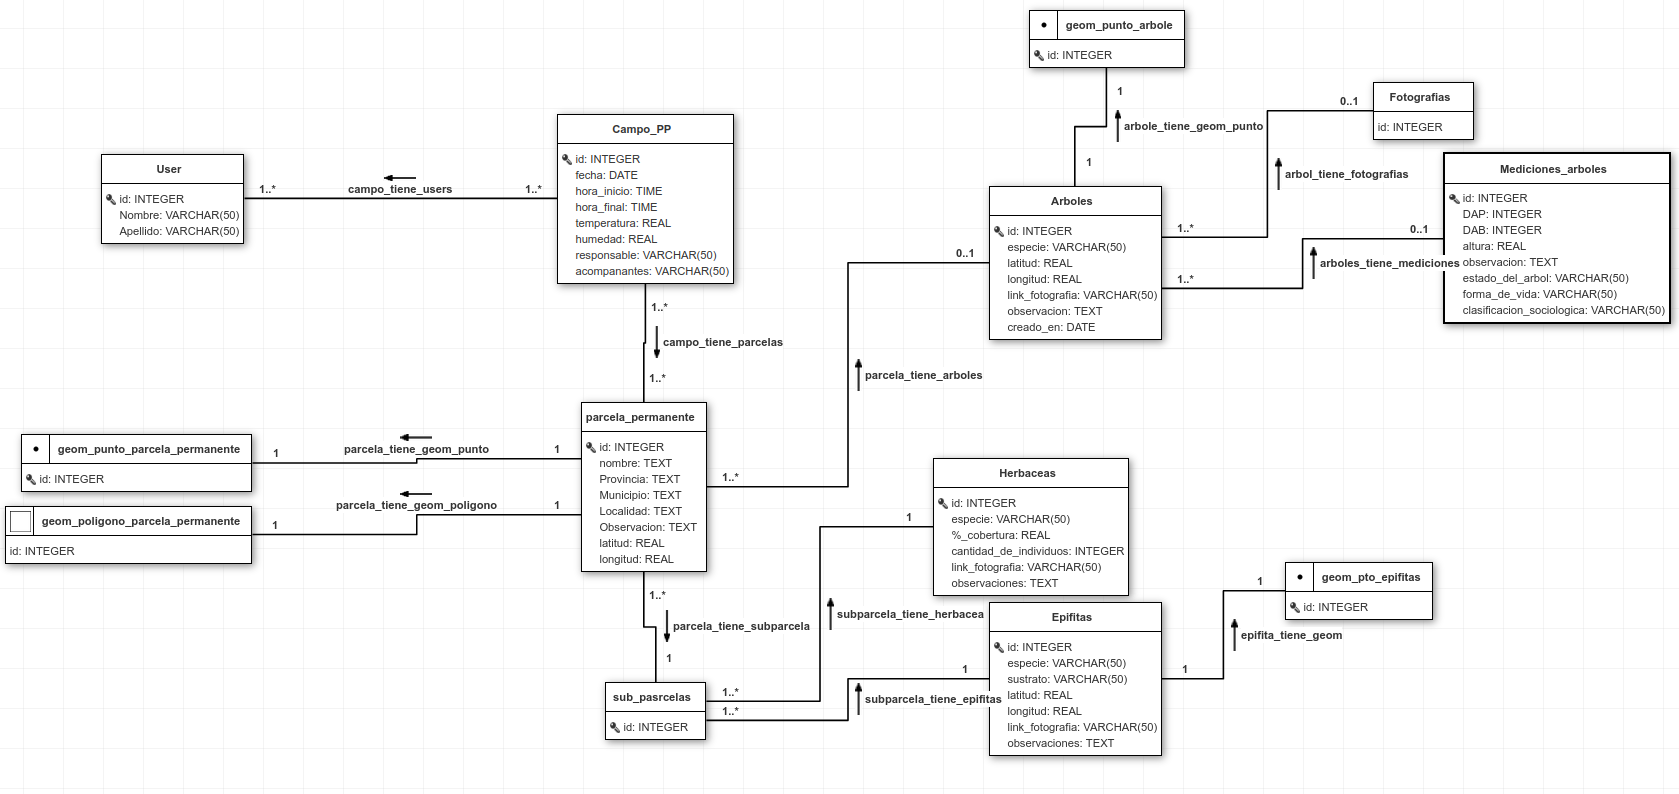 geom_punto_arbole
id: INTEGER
1
arbole_tiene_geom_punto
1
Fotografias
id: INTEGER
0..1
arbol_tiene_fotografias
1..*
User
id: INTEGER
Nombre: VARCHAR(50)
Apellido: VARCHAR(50)
1..*
campo_tiene_users
1..*
Campo_PP
id: INTEGER
fecha: DATE
hora_inicio: TIME
hora_final: TIME
temperatura: REAL
humedad: REAL
responsable: VARCHAR(50)
acompanantes: VARCHAR(50)
Arboles
id: INTEGER
especie: VARCHAR(50)
latitud: REAL
longitud: REAL
link_fotografia: VARCHAR(50)
observacion: TEXT
creado_en: DATE
Mediciones_arboles
id: INTEGER
DAP: INTEGER
DAB: INTEGER
altura: REAL
observacion: TEXT
estado_del_arbol: VARCHAR(50)
forma_de_vida: VARCHAR(50)
clasificacion_sociologica: VARCHAR(50)
0..1
arboles_tiene_mediciones
1..*
0..1
parcela_tiene_arboles
1..*
1..*
campo_tiene_parcelas
1..*
parcela_permanente
id: INTEGER
nombre: TEXT
Provincia: TEXT
Municipio: TEXT
Localidad: TEXT
Observacion: TEXT
latitud: REAL
longitud: REAL
geom_punto_parcela_permanente
id: INTEGER
1
parcela_tiene_geom_punto
1
geom_poligono_parcela_permanente
id: INTEGER
1
parcela_tiene_geom_poligono
1
Herbaceas
id: INTEGER
especie: VARCHAR(50)
%_cobertura: REAL
cantidad_de_individuos: INTEGER
link_fotografia: VARCHAR(50)
observaciones: TEXT
1
subparcela_tiene_herbacea
1..*
1..*
parcela_tiene_subparcela
1
sub_pasrcelas
id: INTEGER
Epifitas
id: INTEGER
especie: VARCHAR(50)
sustrato: VARCHAR(50)
latitud: REAL
longitud: REAL
link_fotografia: VARCHAR(50)
observaciones: TEXT
1
subparcela_tiene_epifitas
1..*
geom_pto_epifitas
id: INTEGER
1
epifita_tiene_geom
1